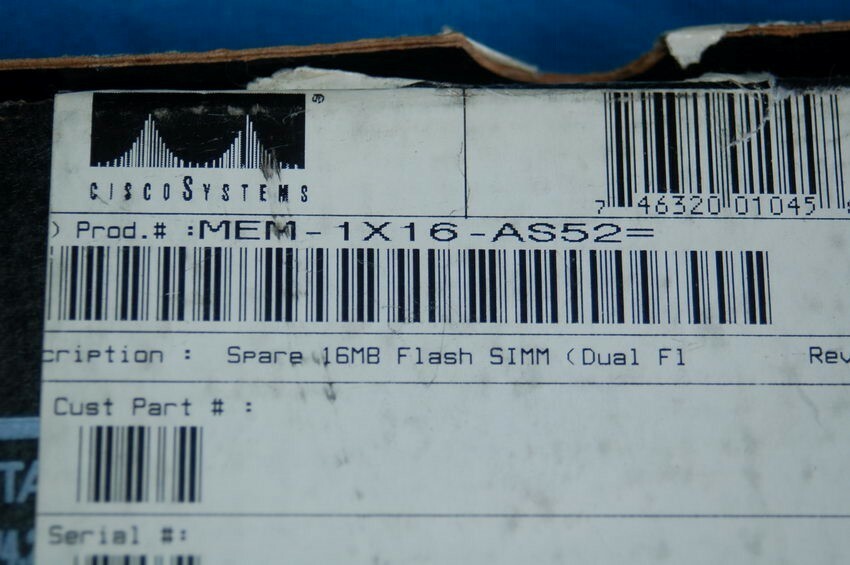 ®
CISCO SYSTEMS
7 46320 01045
) Prod.# :MEM-1X16-AS52=
cription : Spare 16MB Flash SIMM (Dual Fl Rev
Cust Part # :
TA
Serial #: